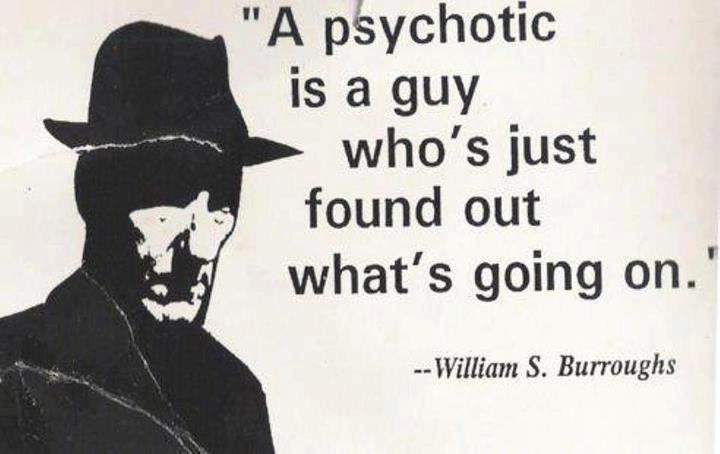 "A psychotic
is a guy
who's just
found out
what's going on."
--William S. Burroughs